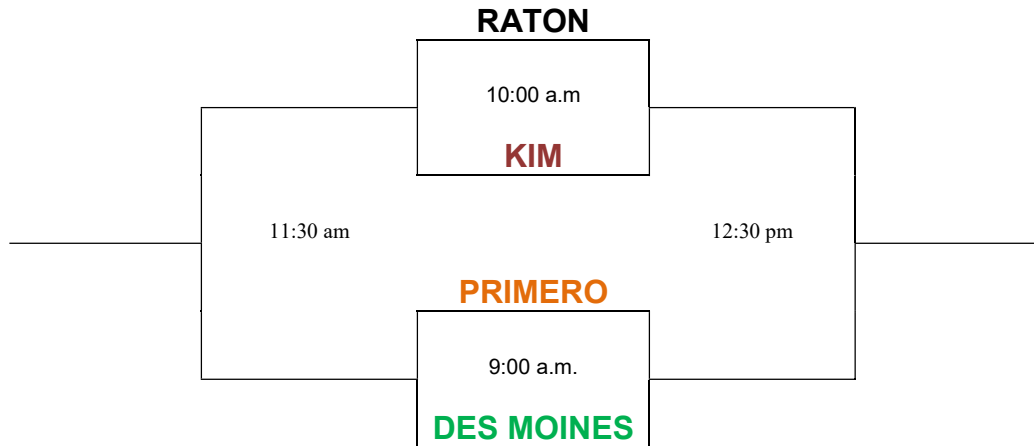 RATON
10:00 a.m
KIM
11:30 am
12:30 pm
PRIMERO
9:00 a.m.
DES MOINES